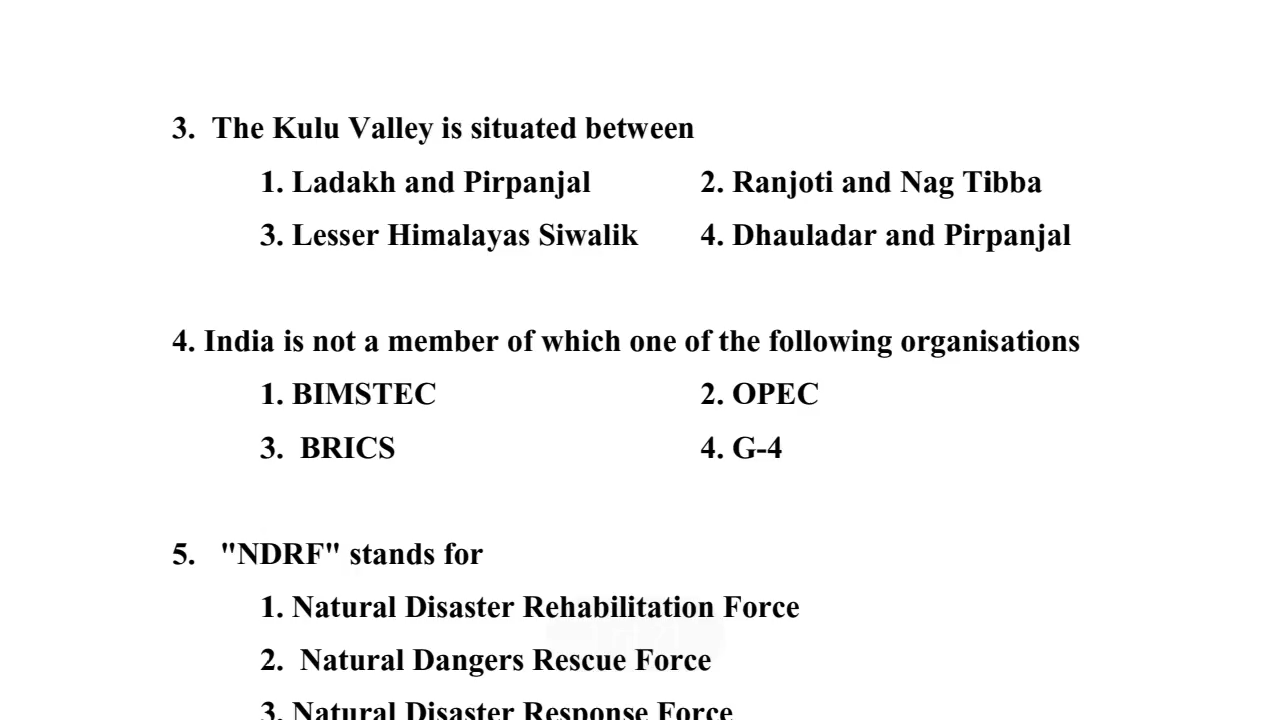 3. The Kulu Valley is situated between
1. Ladakh and Pirpanjal 2. Ranjoti and Nag Tibba
3. Lesser Himalayas Siwalik 4. Dhauladar and Pirpanjal
4. India is not a member of which one of the following organisations
1. BIMSTEC 2. OPEC
3. BRICS 4. G-4
5. "NDRF" stands for
1. Natural Disaster Rehabilitation Force
2. Natural Dangers Rescue Force
3. Natural Disaster Response Force